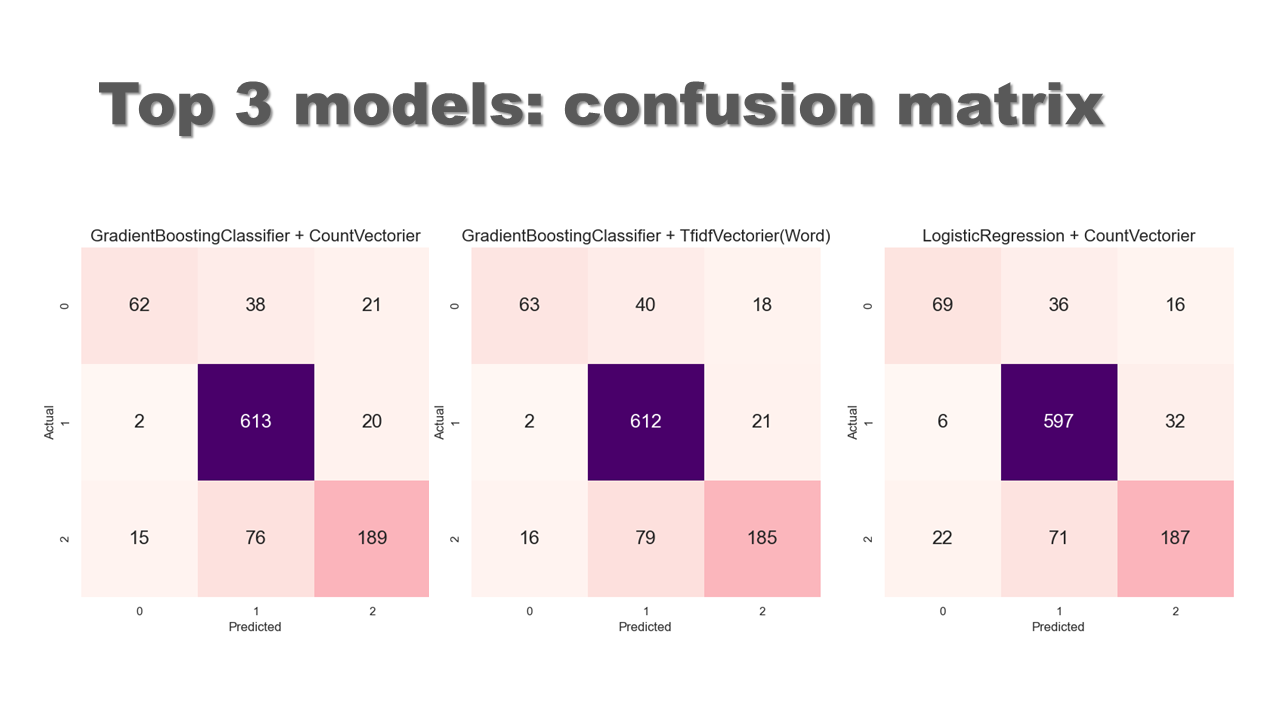 Top 3 models: confusion matrix
GradientBoostingClassifier + CountVectorier
Actual
0
62 38 21
1
2 613 20
2
15 76 189
0 1 2
Predicted
GradientBoostingClassifier + TfidfVectorier(Word)
Actual
0
63 40 18
1
2 612 21
2
16 79 185
0 1 2
Predicted
LogisticRegression + CountVectorier
Actual
0
69 36 16
1
6 597 32
2
22 71 187
0 1 2
Predicted